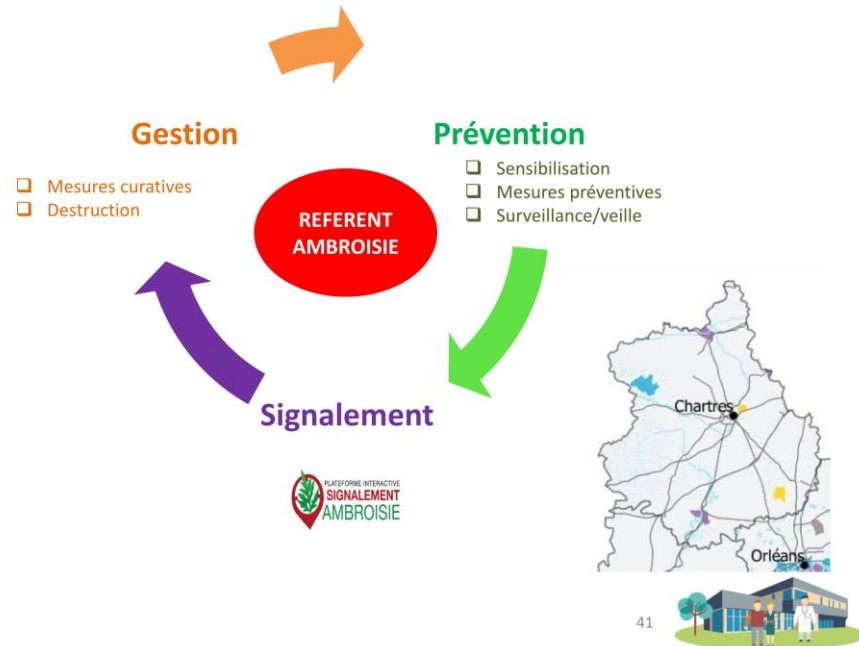 Gestion
Mesures curatives
Destruction
Prévention
Sensibilisation
Mesures préventives
Surveillance/veille
REFERENT
AMBROISIE
Signalement
PLATEFORME INTERACTIVE
SIGNALEMENT
AMBROISIE
Chartres
Orléans
41